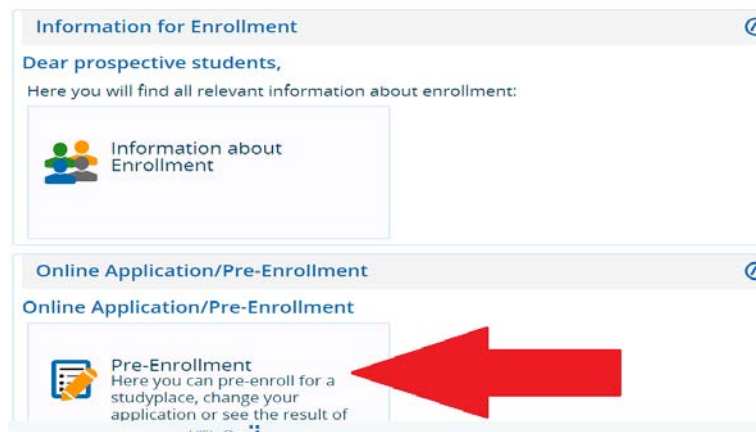 Information for Enrollment
Dear prospective students,
Here you will find all relevant information about enrollment:
Information about
Enrollment
Online Application/Pre-Enrollment
Online Application/Pre-Enrollment
Pre-Enrollment
Here you can pre-enroll for a
studyplace, change your
application or see the result of